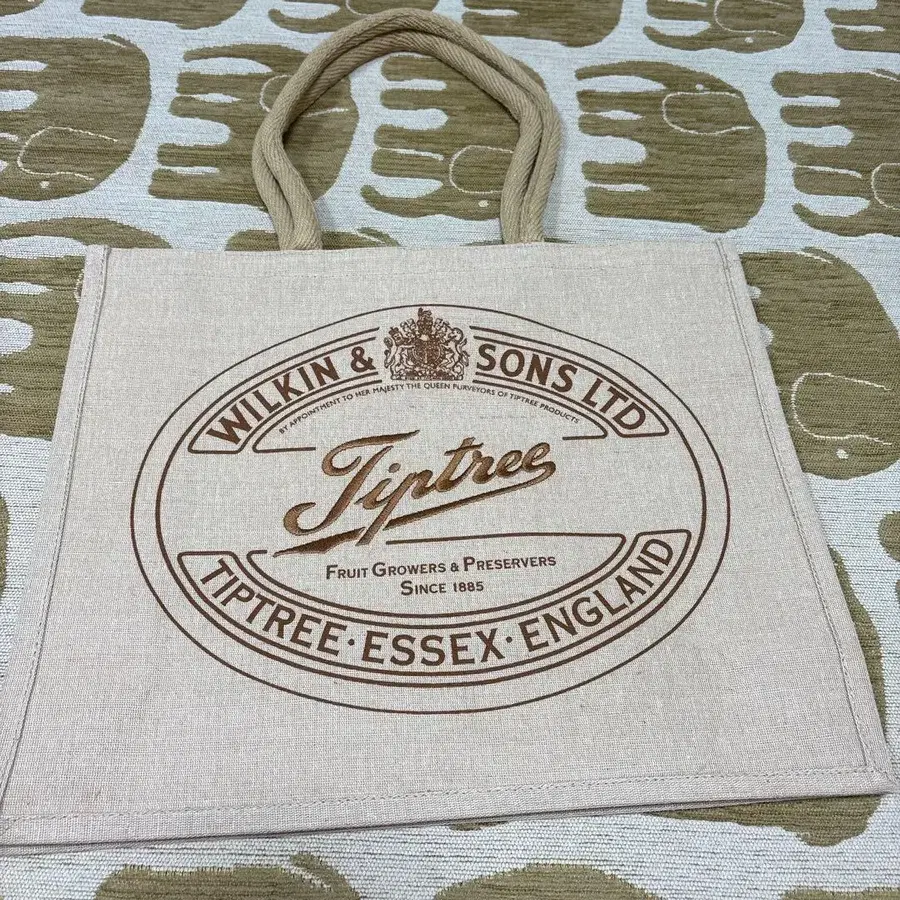 WILKIN & SONS LTD
BY APPOINTMENT TO HER MAJESTY THE QUEEN PURVEYORS OF TIPTREE PRODUCTS
Tiptree
FRUIT GROWERS & PRESERVERS
SINCE 1885
TIPTREE · ESSEX · ENGLAND